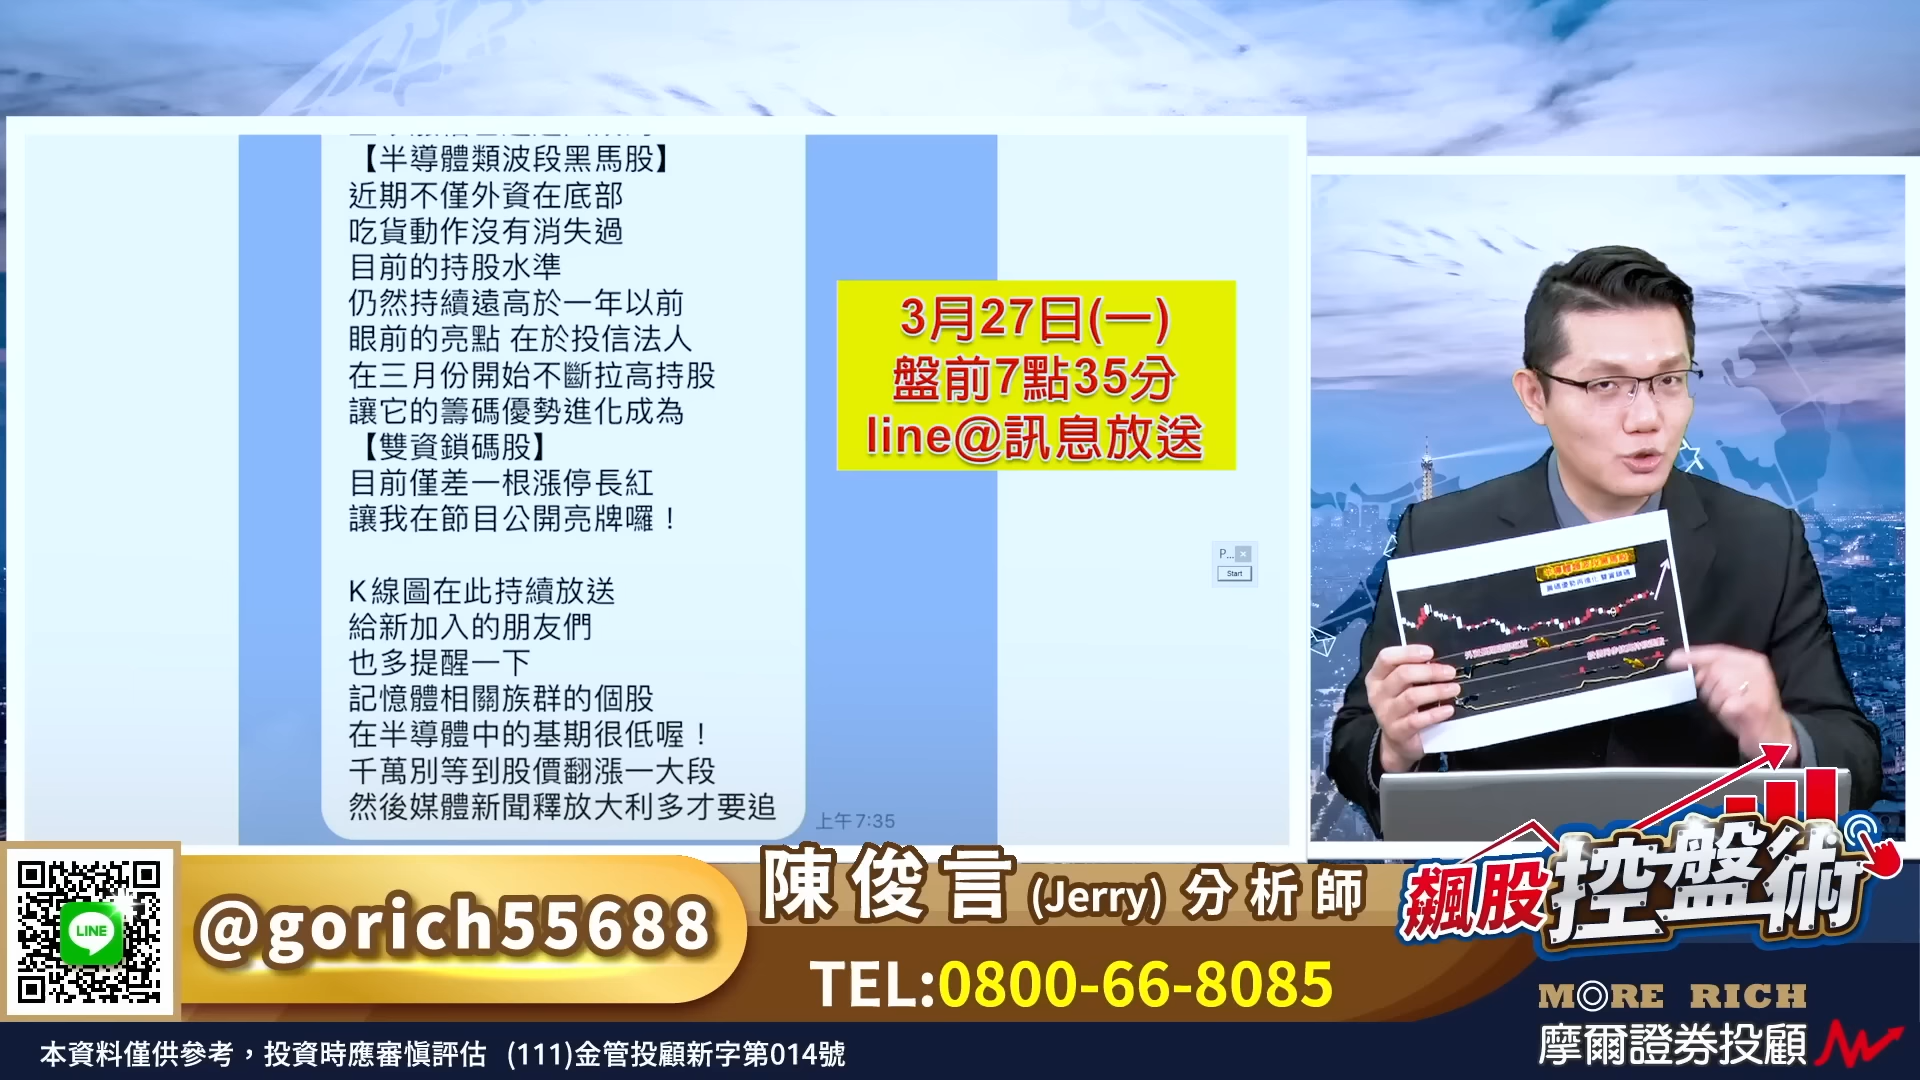 【半導體類波段黑馬股】
近期不僅外資在底部
吃貨動作沒有消失過
目前的持股水準
仍然持續遠高於一年以前
眼前的亮點 在於投信法人
在三月份開始不斷拉高持股
讓它的籌碼優勢進化成為
【雙資鎖碼股】
目前僅差一根漲停長紅
讓我在節目公開亮牌囉！
K線圖在此持續放送
給新加入的朋友們
也多提醒一下
記憶體相關族群的個股
在半導體中的基期很低喔！
千萬別等到股價翻漲一大段
然後媒體新聞釋放大利多才要追
上午7:35
3月27日(一)
盤前7點35分
line@訊息放送
P...
Start
LINE
@gorich55688
陳俊言(Jerry)分析師
TEL:0800-66-8085
飆股控盤術
MORE RICH
摩爾證券投顧
本資料僅供參考，投資時應審慎評估 (111)金管投顧新字第014號